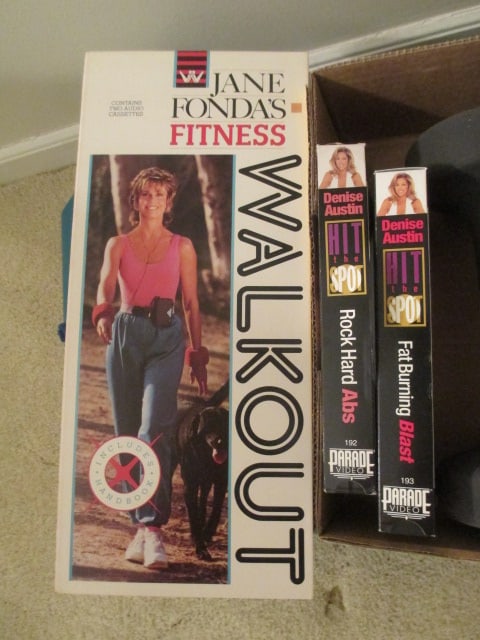 W
JANE
FONDA'S
FITNESS
CONTAINS
TWO AUDIO
CASSETTES
WALKOUT
• INCLUDES •
HANDBOOK
Denise
Austin
HIT
the
SPOT
Rock Hard Abs
192
PARADE
VIDEO
Denise
Austin
HIT
the
SPOT
Fat Burning Blast
193
PARADE
VIDEO